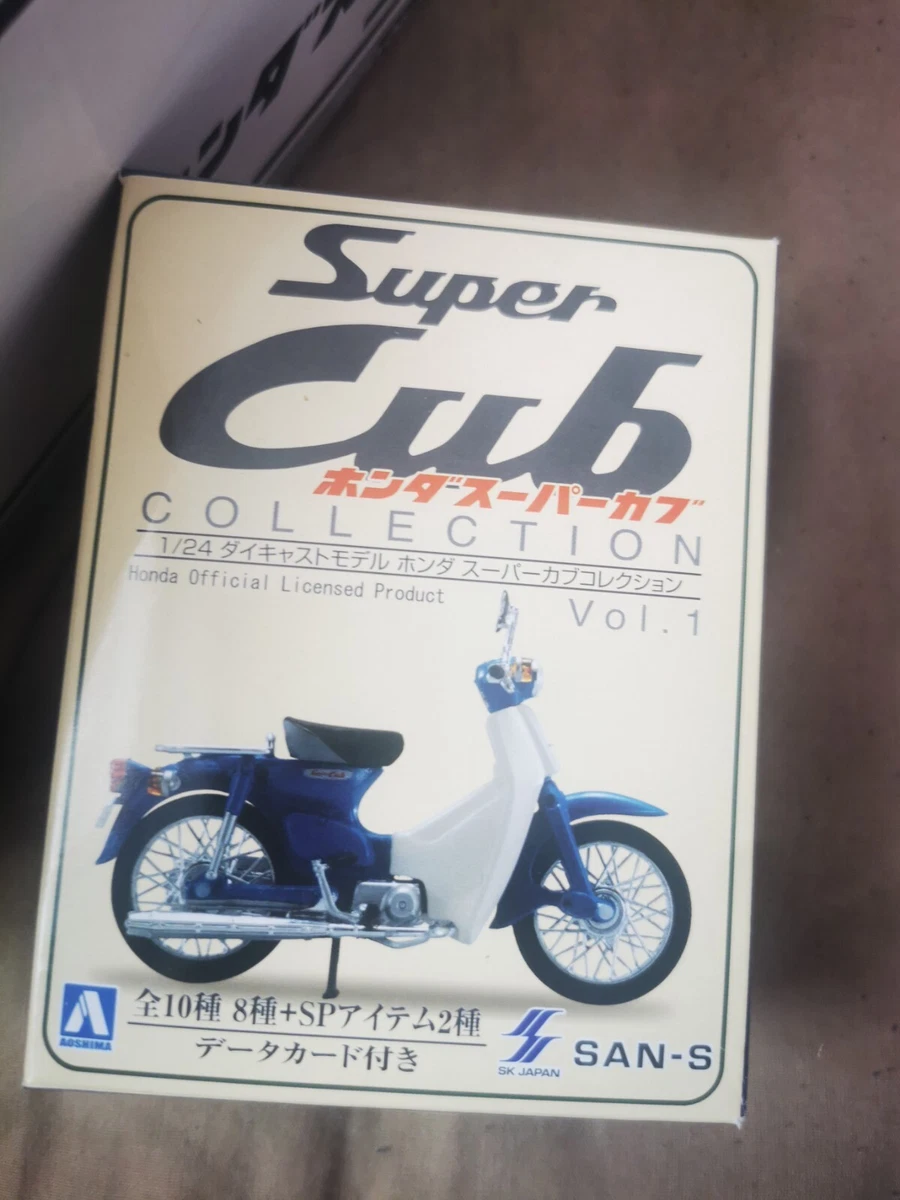 ンダス
Super
Cub
ホンダスーパーカブ
COLLECTION
1/24 ダイキャストモデル ホンダ スーパーカブコレクション
Honda Official Licensed Product
Vol.1
Super Cub
全10種 8種+SPアイテム2種
データカード付き
AOSHIMA
SK JAPAN
SAN-S